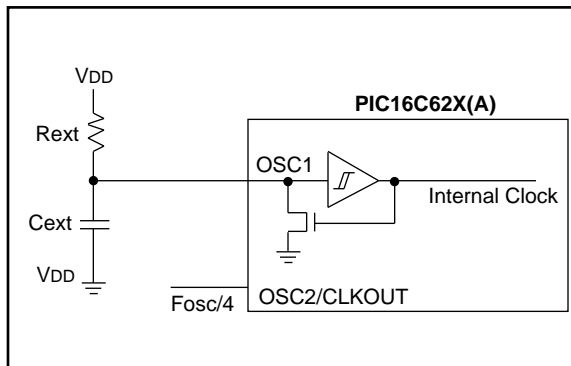 VDD
PIC16C62X(A)
Rext
OSC1
Internal Clock
Cext
VDD
Fosc/4
OSC2/CLKOUT